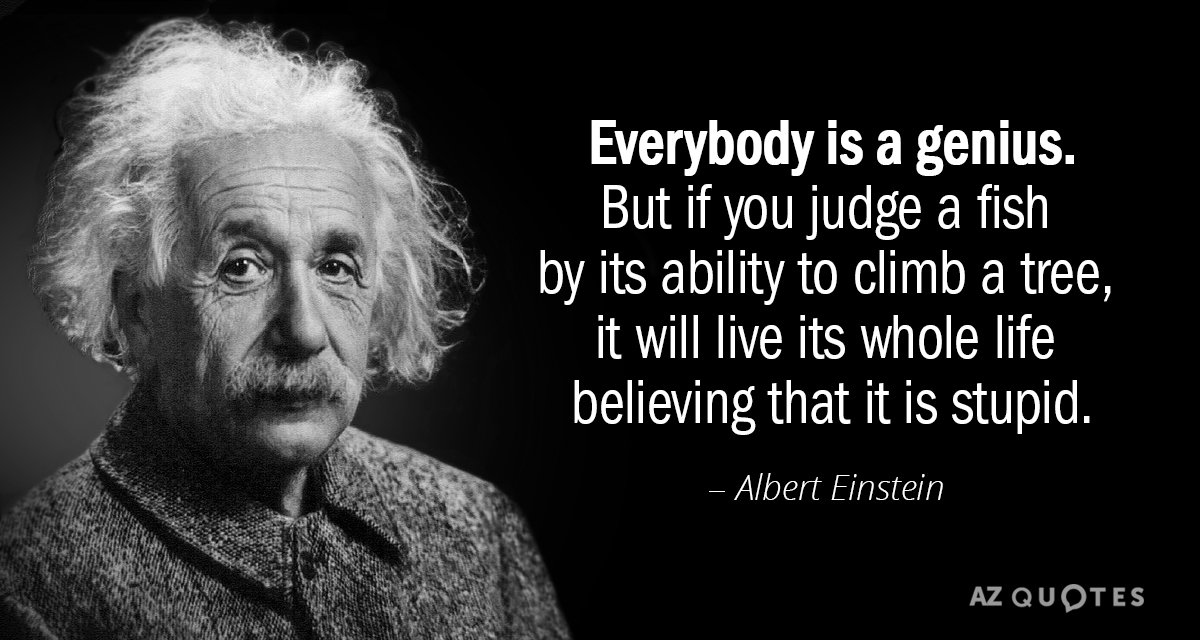 Everybody is a genius.
But if you judge a fish
by its ability to climb a tree,
it will live its whole life
believing that it is stupid.
– Albert Einstein
AZ QUOTES